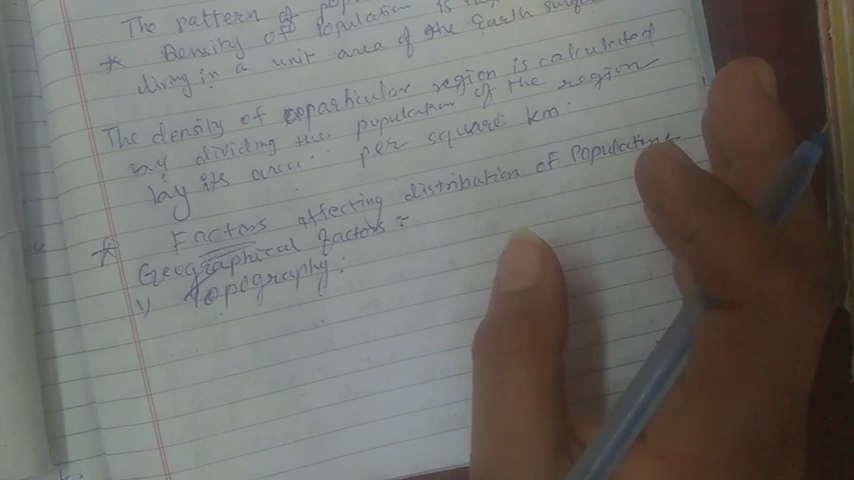 The pattern of
* Density of Population is
living in a unit area of the Earth
The density of particular region is calculated
by dividing the population of the region
by its area. per square km.
* Factors affecting distribution of Population
Geographical factors :-
1) Topography :